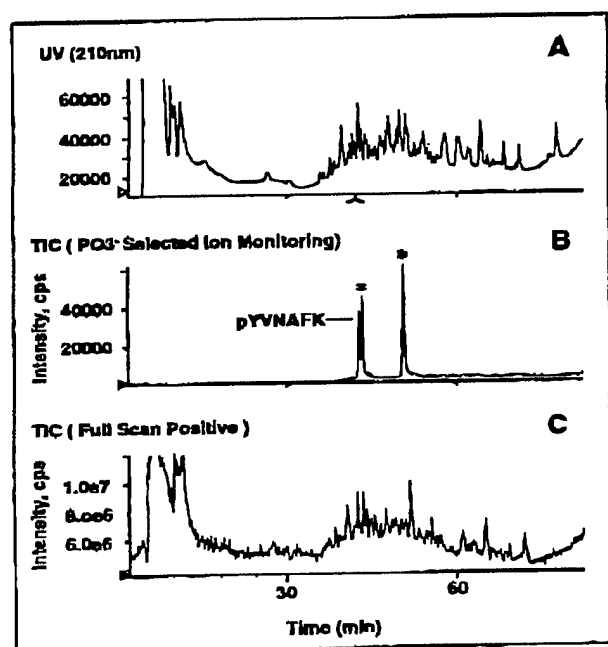 UV (210nm)
A
60000
40000
20000
TIC ( PO3- Selected Ion Monitoring)
B
Intensity, cps
40000
20000
pYVNAFK
*
*
TIC ( Full Scan Positive )
C
Intensity, cps
1.0e7
8.0e6
6.0e6
30
60
Time (min)